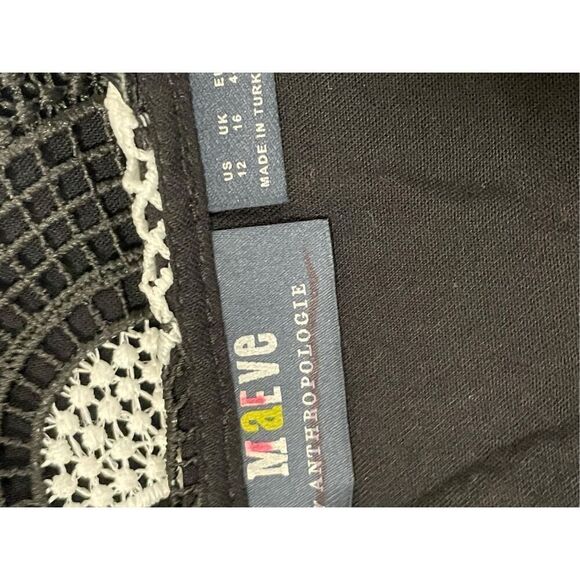 MaEVe
ANTHROPOLOGIE
US UK
12 16
MADE IN TURK